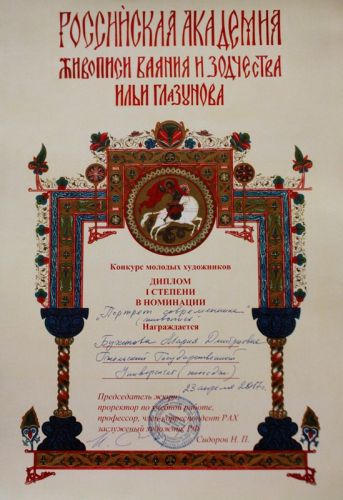 РОССИЙСКАЯ АКАДЕМИЯ
ЖИВОПИСИ ВАЯНИЯ И ЗОДЧЕСТВА
ИЛЬИ ГЛАЗУНОВА
Конкурс молодых художников
ДИПЛОМ
I СТЕПЕНИ
В НОМИНАЦИИ
"Портрет современника"
живопись
Награждается
Мария Дмитриевна
Государственный
Университет
23 апреля 2017г.
Председатель жюри
проректор по учебной работе,
профессор, член-корреспондент РАХ
заслуженный художник РФ
Сидоров Н. П.